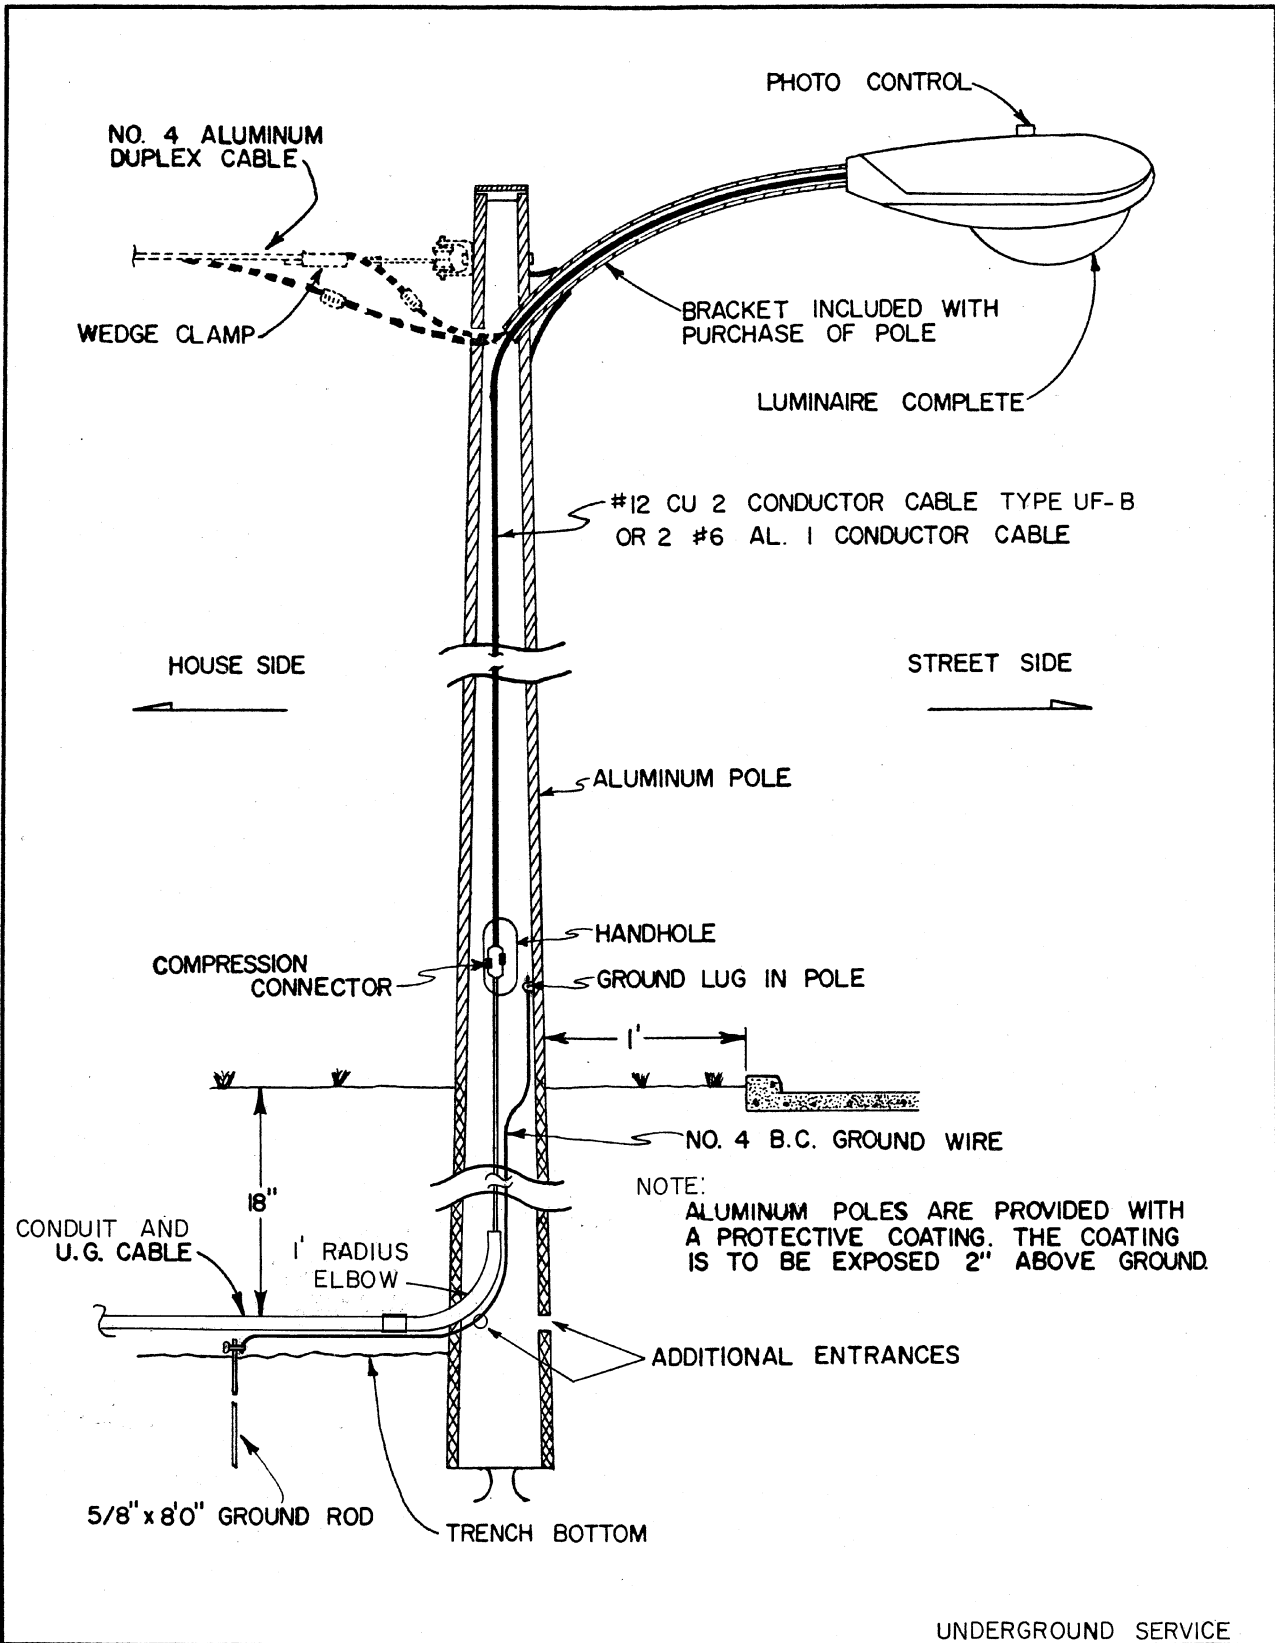 PHOTO CONTROL
NO. 4 ALUMINUM
DUPLEX CABLE
WEDGE CLAMP
BRACKET INCLUDED WITH
PURCHASE OF POLE
LUMINAIRE COMPLETE
#12 CU 2 CONDUCTOR CABLE TYPE UF-B
OR 2 #6 AL. 1 CONDUCTOR CABLE
HOUSE SIDE
STREET SIDE
ALUMINUM POLE
HANDHOLE
COMPRESSION
CONNECTOR
GROUND LUG IN POLE
1'
NO. 4 B.C. GROUND WIRE
18"
NOTE:
ALUMINUM POLES ARE PROVIDED WITH
A PROTECTIVE COATING. THE COATING
IS TO BE EXPOSED 2" ABOVE GROUND.
CONDUIT AND
U.G. CABLE
1' RADIUS
ELBOW
ADDITIONAL ENTRANCES
5/8" x 8'0" GROUND ROD
TRENCH BOTTOM
UNDERGROUND SERVICE